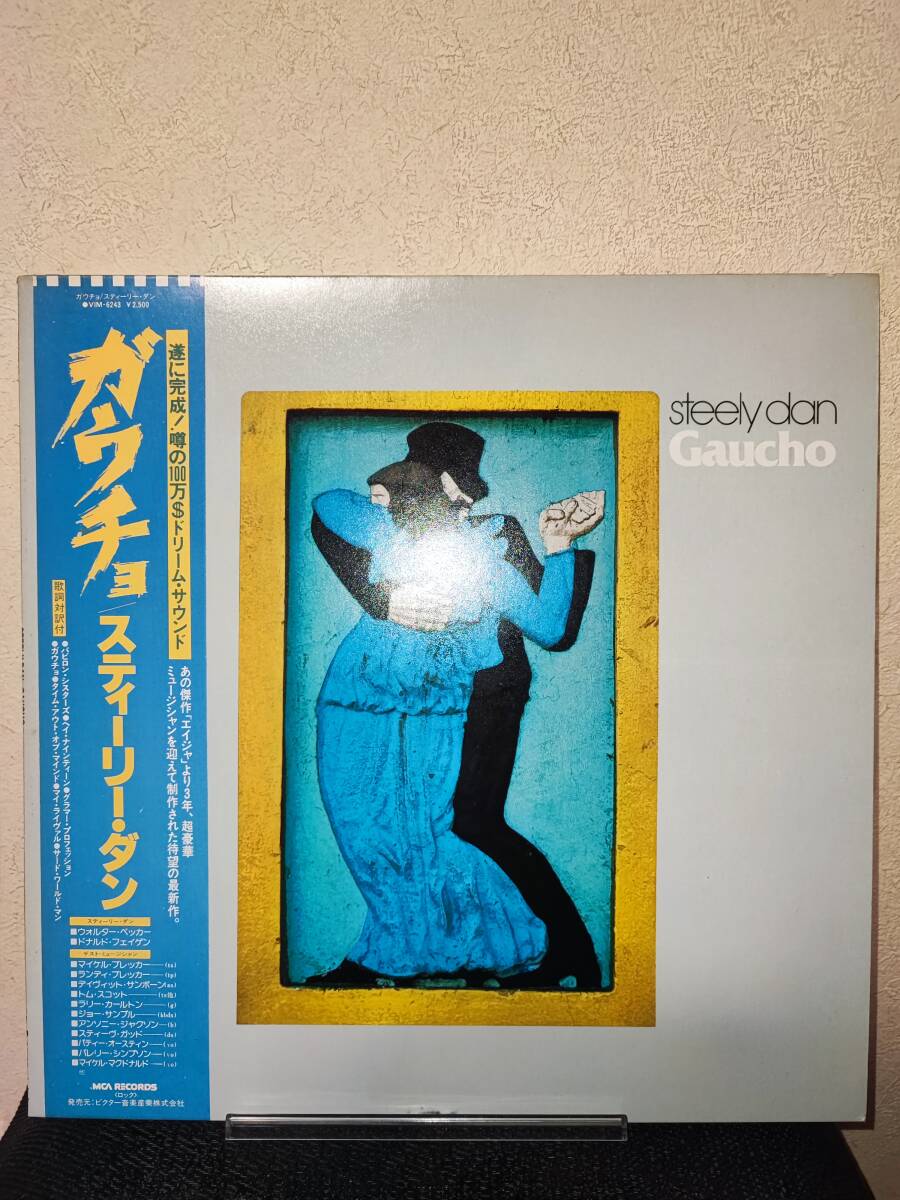 ガウチョ/スティーリー・ダン
●VIM-6243 ¥2,500
ガウチョ/スティーリー・ダン
遂に完成!噂の100万$ドリーム・サウンド
あの傑作「エイジャ」より3年、超豪華
ミュージシャンを迎えて制作された待望の最新作。
歌詞対訳付
●バビロン・シスターズ●ヘイ・ナインティーン●グラマー・プロフェッション
●ガウチョ●タイム・アウト・オブ・マインド●マイ・ライヴァル●サード・ワールド・マン
スティーリー・ダン
■ウォルター・ベッカー
■ドナルド・フェイゲン
ゲスト・ミュージシャン
■マイケル・ブレッカー—(ts)
■ランディ・ブレッカー—(tp)
■デイヴィット・サンボーン(as)
■トム・スコット—(ts他)
■ラリー・カールトン—(g)
■ジョー・サンプル—(kbds)
■アンソニー・ジャクソン—(b)
■スティーヴ・ガッド—(ds)
■パティー・オースティン—(vo)
■バレリー・シンプソン—(vo)
■マイケル・マクドナルド—(vo)
他
MCA RECORDS
〈ロック〉
発売元:ビクター音楽産業株式会社
steely dan
Gaucho